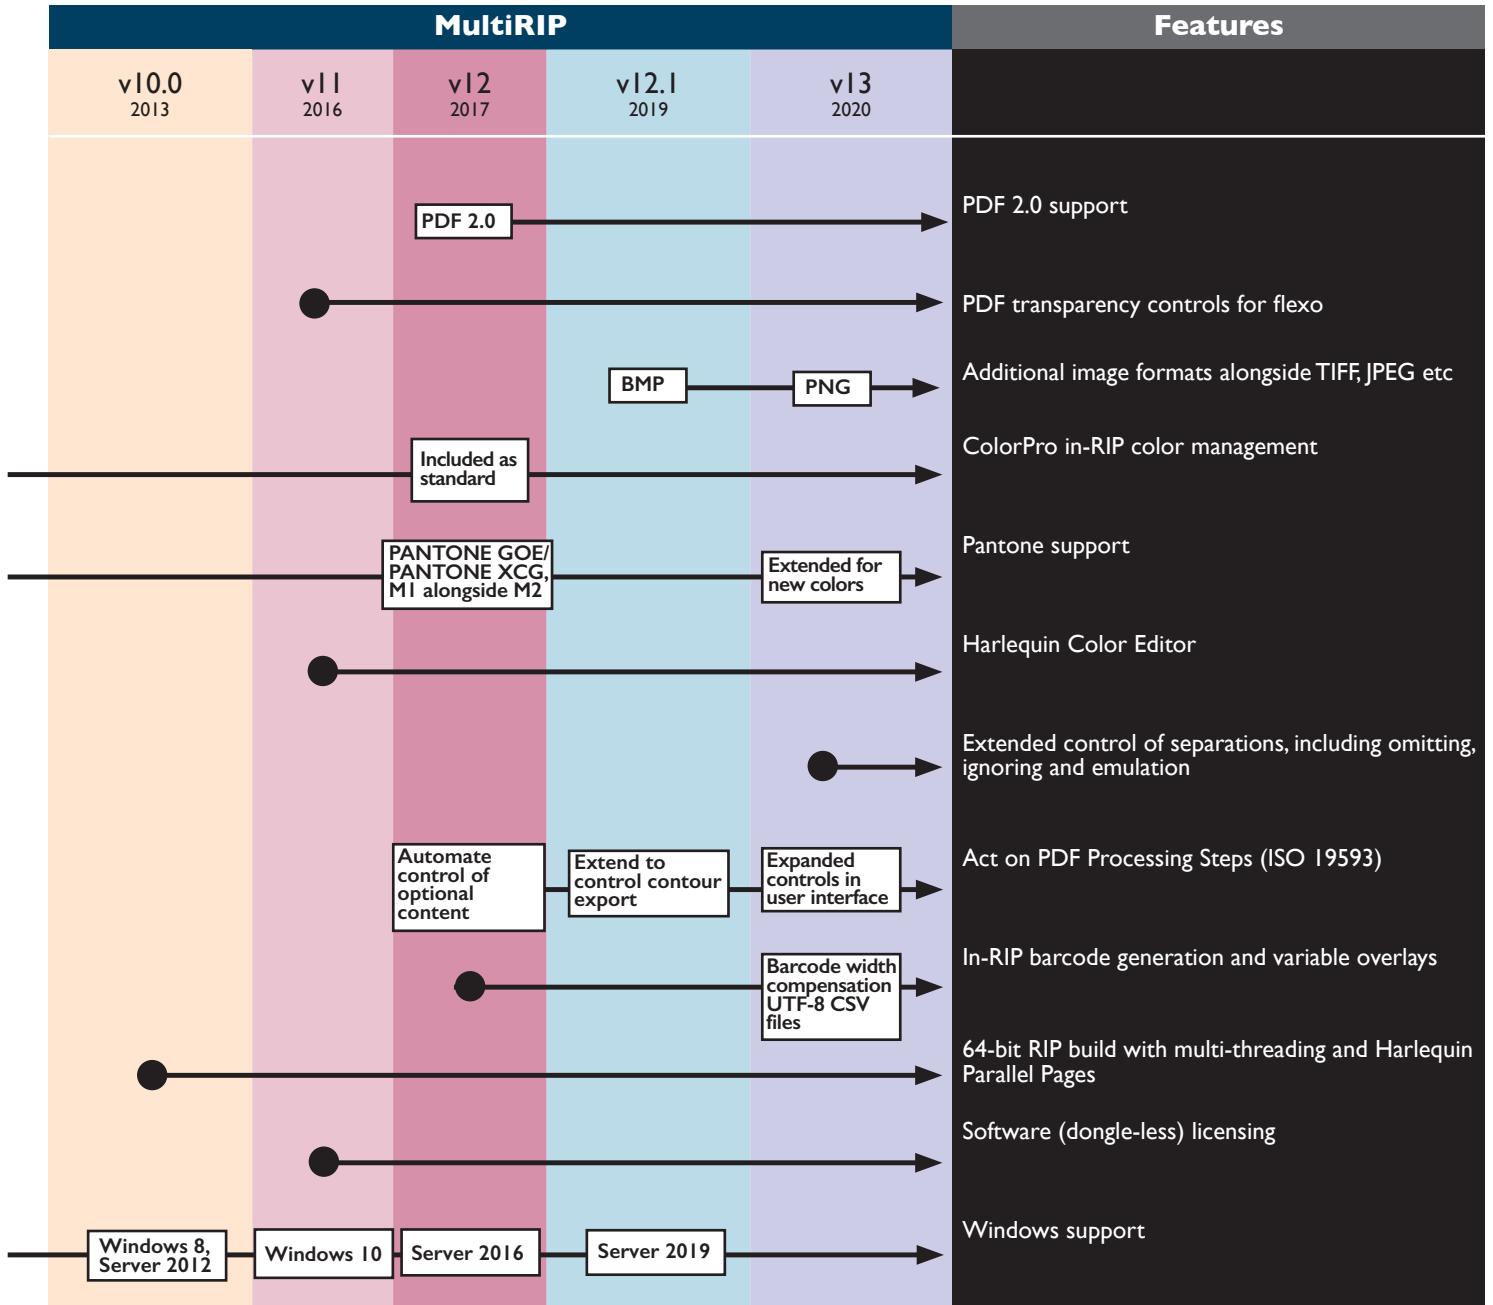 MultiRIP
Features
v10.0
2013
v11
2016
v12
2017
v12.1
2019
v13
2020
PDF 2.0
PDF 2.0 support
PDF transparency controls for flexo
BMP
PNG
Additional image formats alongside TIFF, JPEG etc
Included as
standard
ColorPro in-RIP color management
PANTONE GOE/
PANTONE XCG,
M1 alongside M2
Extended for
new colors
Pantone support
Harlequin Color Editor
Extended control of separations, including omitting,
ignoring and emulation
Automate
control of
optional
content
Extend to
control contour
export
Expanded
controls in
user interface
Act on PDF Processing Steps (ISO 19593)
Barcode width
compensation
UTF-8 CSV
files
In-RIP barcode generation and variable overlays
64-bit RIP build with multi-threading and Harlequin
Parallel Pages
Software (dongle-less) licensing
Windows 8,
Server 2012
Windows 10
Server 2016
Server 2019
Windows support